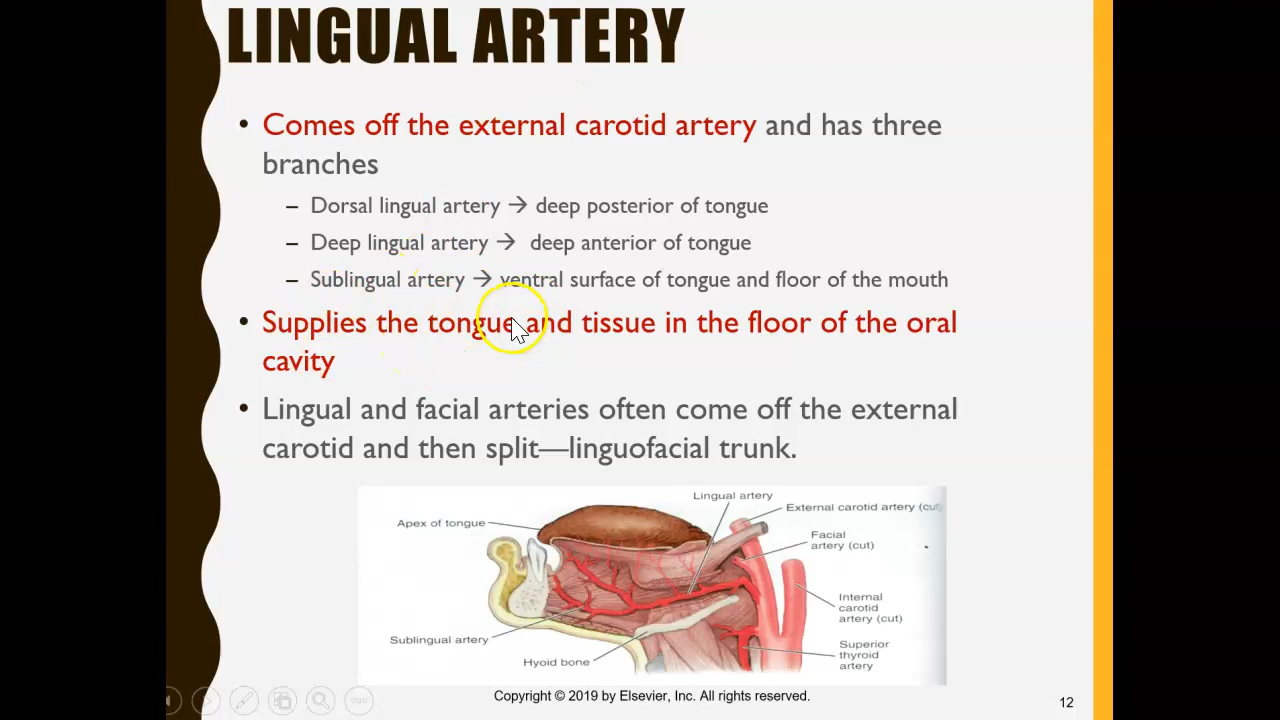 LINGUAL ARTERY
• Comes off the external carotid artery and has three
branches
– Dorsal lingual artery → deep posterior of tongue
– Deep lingual artery → deep anterior of tongue
– Sublingual artery → ventral surface of tongue and floor of the mouth
• Supplies the tongue and tissue in the floor of the oral
cavity
• Lingual and facial arteries often come off the external
carotid and then split—linguofacial trunk.
Lingual artery
External carotid artery (cut)
Apex of tongue
Facial
artery (cut)
Internal
carotid
artery (cut)
Sublingual artery
Superior
thyroid
artery
Hyoid bone
Copyright © 2019 by Elsevier, Inc. All rights reserved.
12